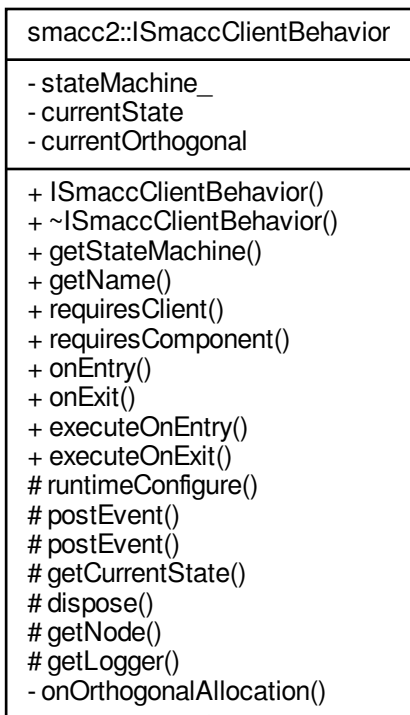 smacc2::ISmaccClientBehavior
- stateMachine_
- currentState
- currentOrthogonal
+ ISmaccClientBehavior()
+ ~ISmaccClientBehavior()
+ getStateMachine()
+ getName()
+ requiresClient()
+ requiresComponent()
+ onEntry()
+ onExit()
+ executeOnEntry()
+ executeOnExit()
# runtimeConfigure()
# postEvent()
# postEvent()
# getCurrentState()
# dispose()
# getNode()
# getLogger()
- onOrthogonalAllocation()